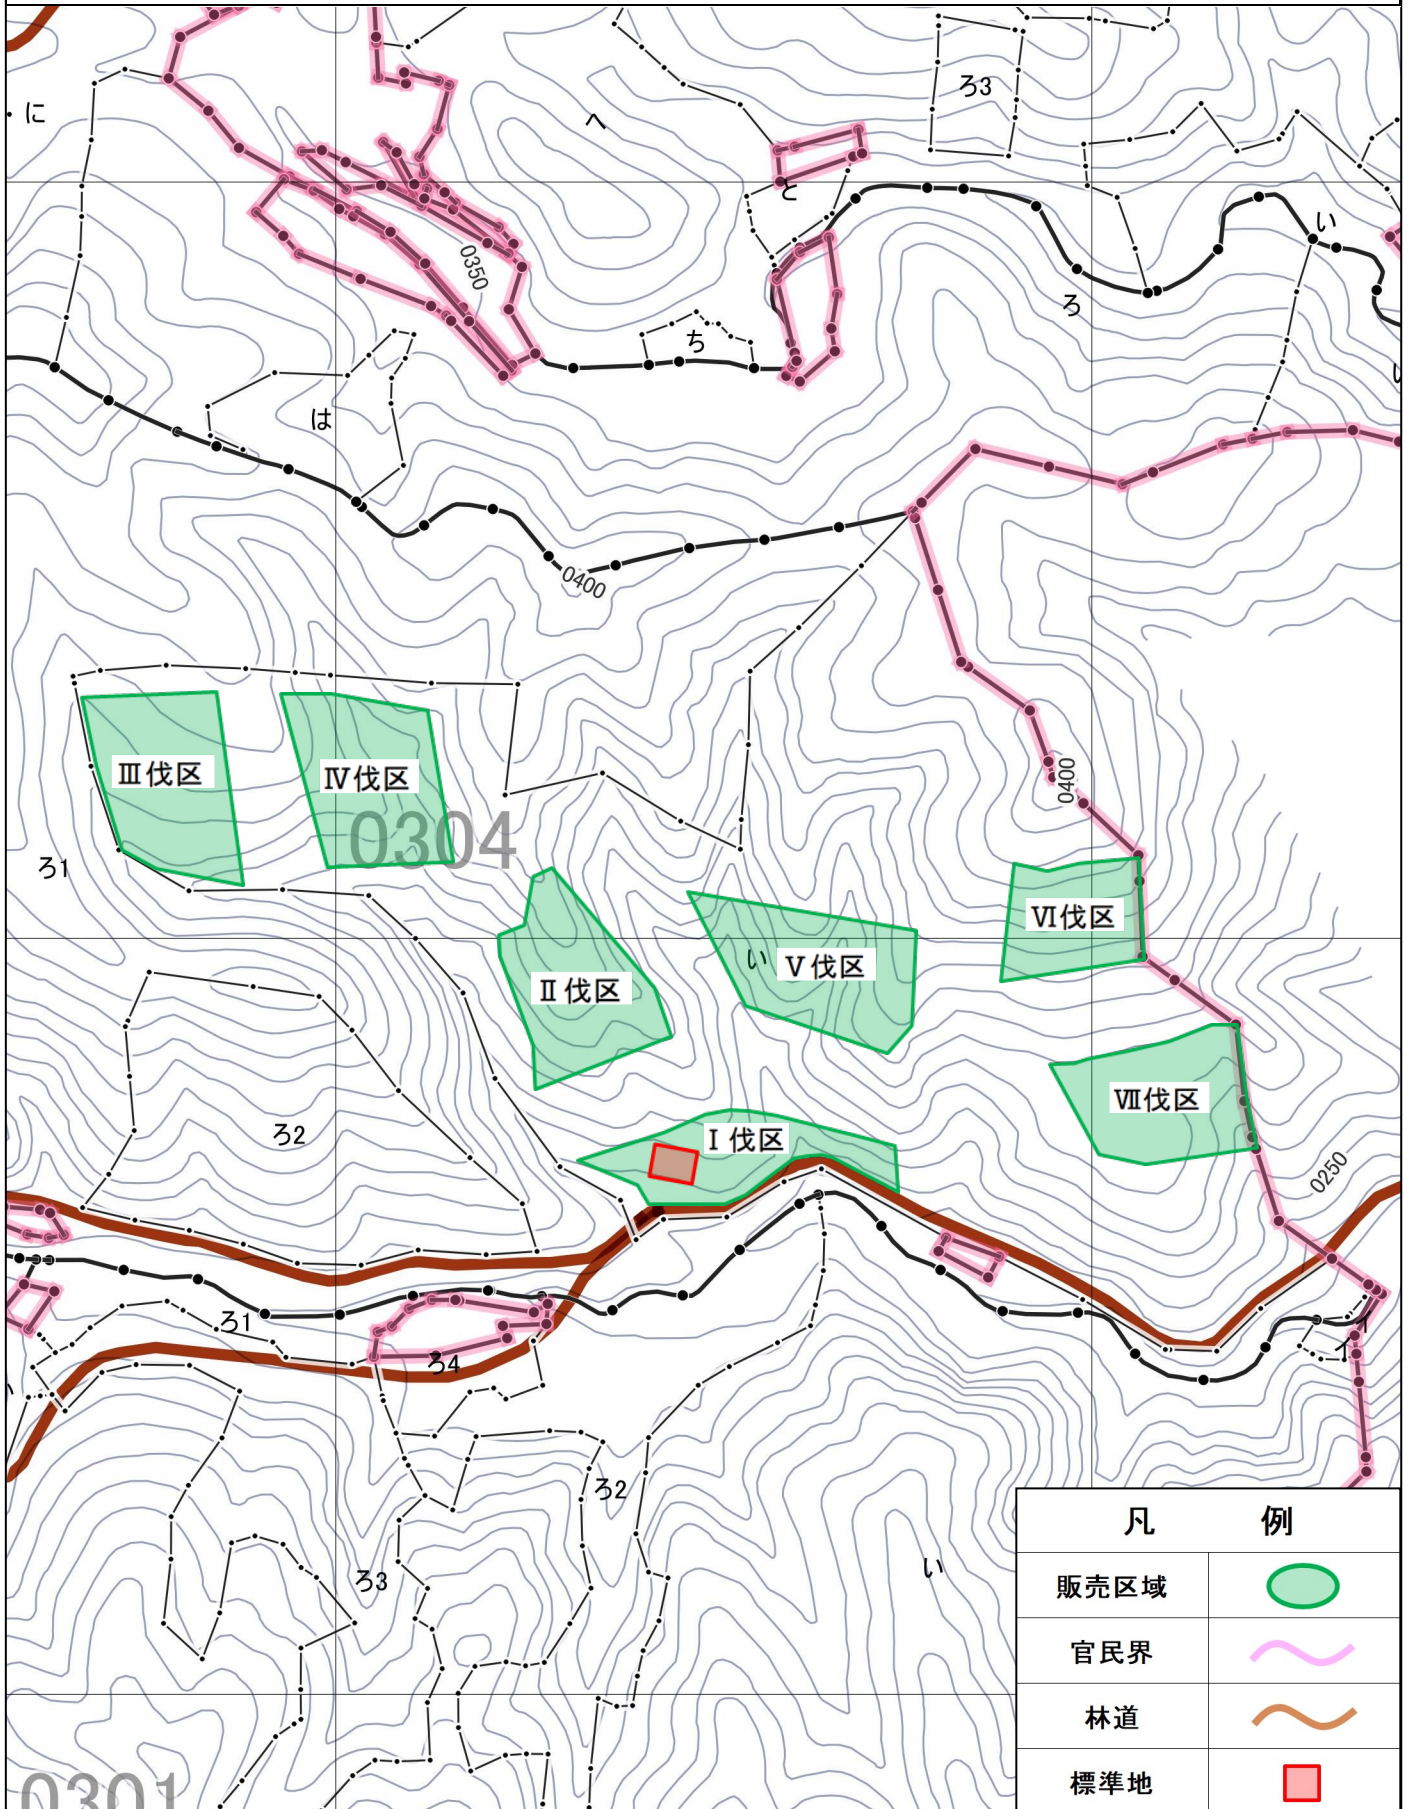 ろ3
に
へ
と
い
0350
ろ
ち
は
0400
0400
Ⅲ伐区
Ⅳ伐区
0304
ろ1
Ⅵ伐区
い
Ⅴ伐区
Ⅱ伐区
Ⅶ伐区
ろ2
Ⅰ伐区
0250
ろ1
イ
イ
ろ4
ろ2
い
ろ3
0301
凡 例
販売区域
官民界
林道
標準地